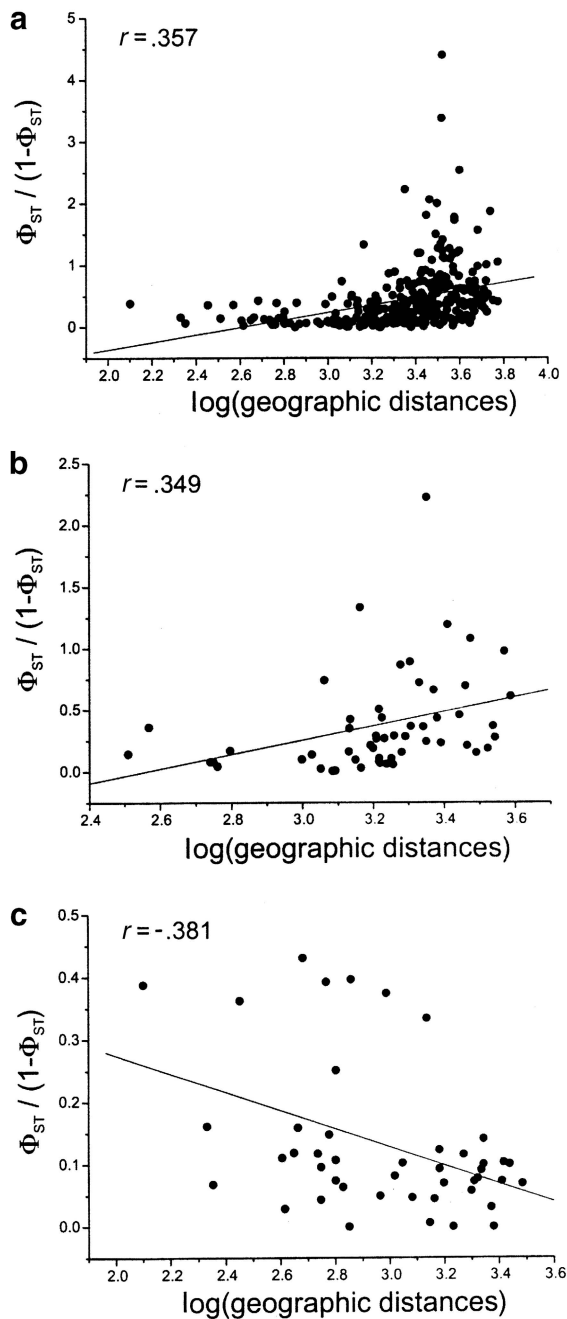 a
r = .357
ΦST / (1-ΦST)
5
4
3
2
1
0
2.0 2.2 2.4 2.6 2.8 3.0 3.2 3.4 3.6 3.8 4.0
log(geographic distances)
b
r = .349
ΦST / (1-ΦST)
2.5
2.0
1.5
1.0
0.5
0.0
2.4 2.6 2.8 3.0 3.2 3.4 3.6
log(geographic distances)
c
r = -.381
ΦST / (1-ΦST)
0.5
0.4
0.3
0.2
0.1
0.0
2.0 2.2 2.4 2.6 2.8 3.0 3.2 3.4 3.6
log(geographic distances)